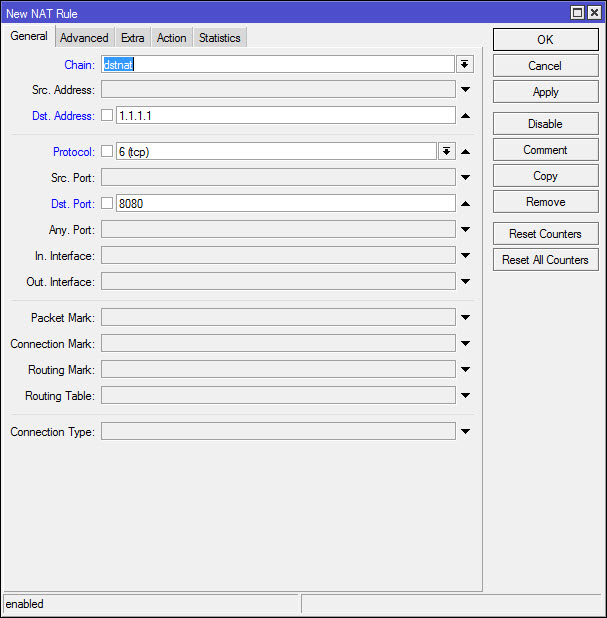 New NAT Rule
General Advanced Extra Action Statistics
Chain: dstnat
Src. Address:
Dst. Address: 1.1.1.1
Protocol: 6 (tcp)
Src. Port:
Dst. Port: 8080
Any. Port:
In. Interface:
Out. Interface:
Packet Mark:
Connection Mark:
Routing Mark:
Routing Table:
Connection Type:
OK
Cancel
Apply
Disable
Comment
Copy
Remove
Reset Counters
Reset All Counters
enabled